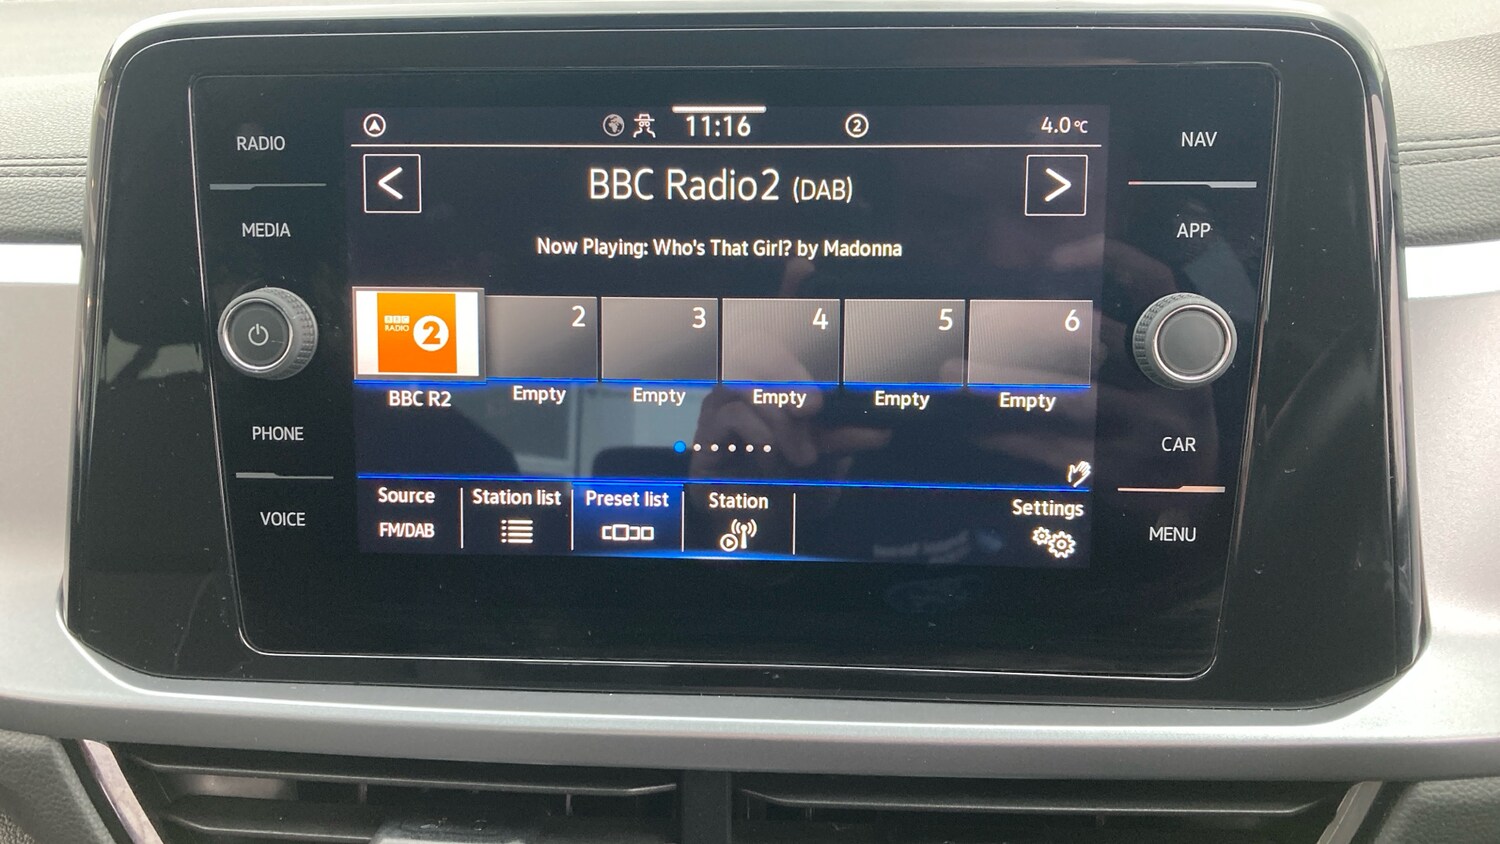 RADIO
MEDIA
PHONE
VOICE
11:16
2
4.0°C
<
BBC Radio2 (DAB)
>
Now Playing: Who's That Girl? by Madonna
BBC
RADIO
2
2
3
4
5
6
BBC R2
Empty
Empty
Empty
Empty
Empty
Source
FM/DAB
Station list
Preset list
Station
Settings
NAV
APP
CAR
MENU